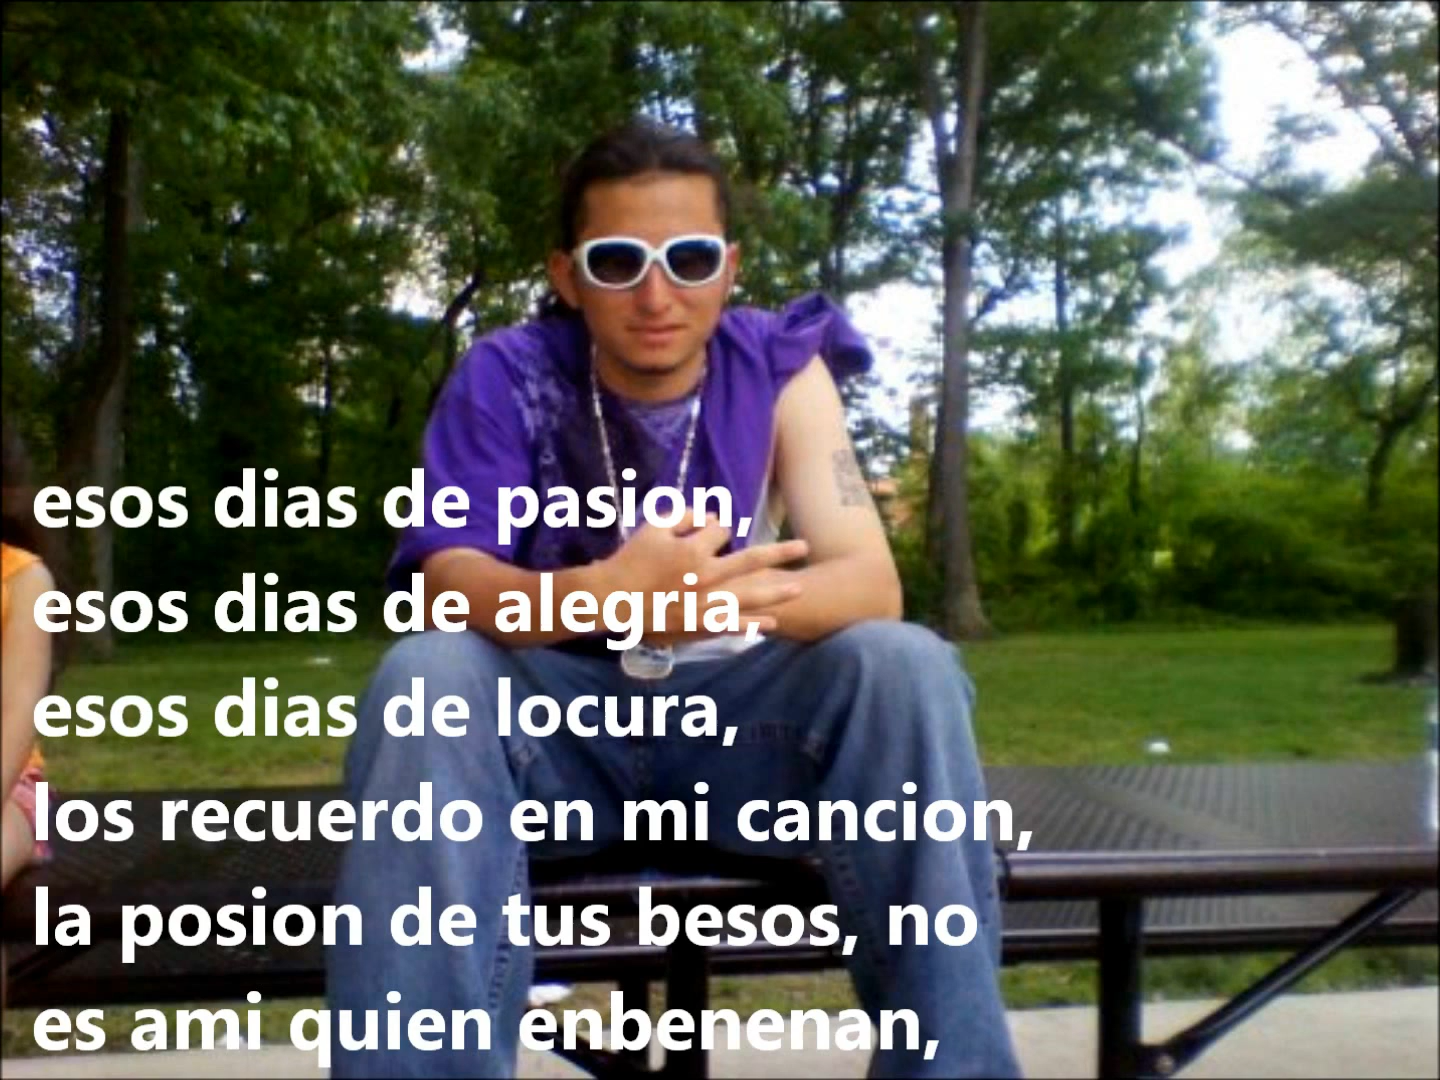 esos dias de pasion,
esos dias de alegria,
esos dias de locura,
los recuerdo en mi cancion,
la posion de tus besos, no
es ami quien enbenenan,